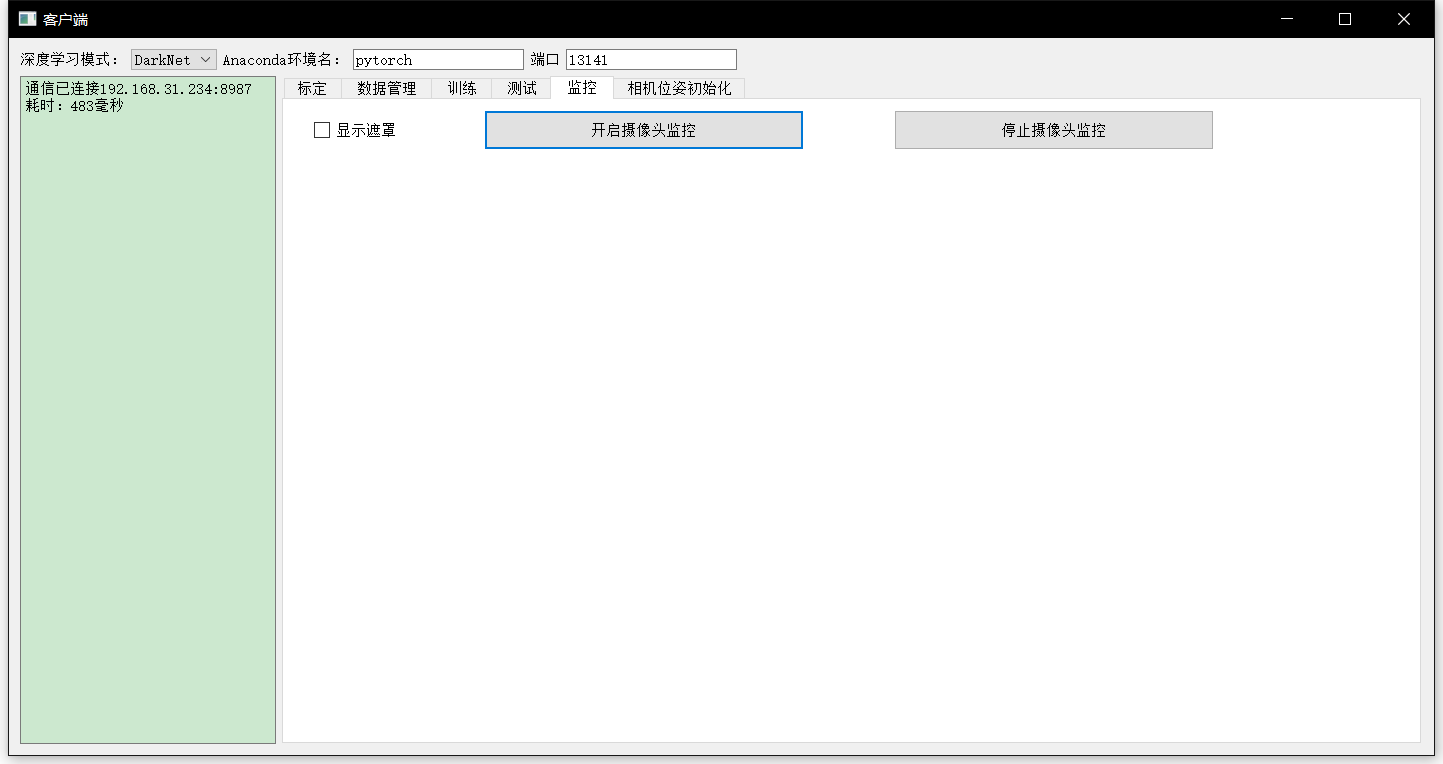 客户端
深度学习模式： DarkNet Anaconda环境名： pytorch 端口 13141
通信已连接192.168.31.234:8987
耗时：483毫秒
标定 数据管理 训练 测试 监控 相机位姿初始化
显示遮罩 开启摄像头监控 停止摄像头监控